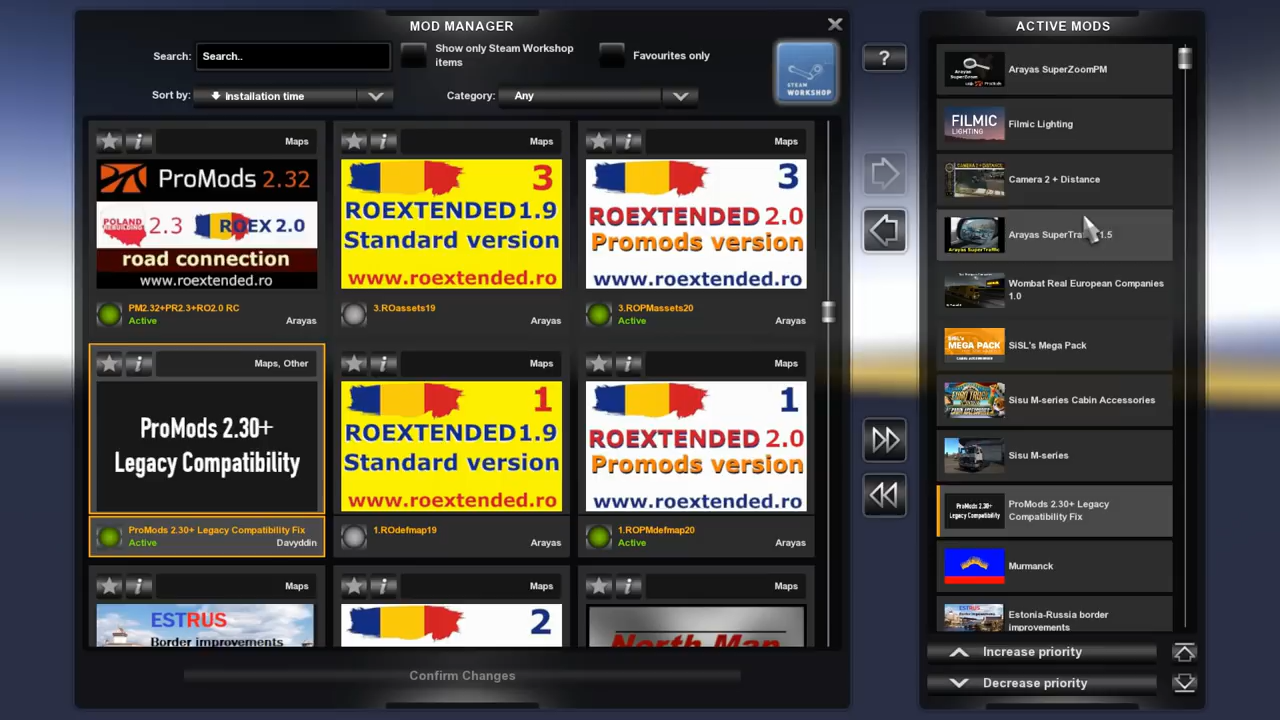 MOD MANAGER
Search:
Search..
Show only Steam Workshop
items
Favourites only
STEAM
WORKSHOP
Sort by:
Installation time
Category:
Any
Maps
ProMods 2.32
POLAND
REBUILDING 2.3
ROEX 2.0
road connection
www.roextended.ro
PM2.32+PR2.3+RO2.0 RC
Active
Arayas
Maps
3
ROEXTENDED1.9
Standard version
www.roextended.ro
3.ROassets19
Arayas
Maps
3
ROEXTENDED 2.0
Promods version
www.roextended.ro
3.ROPMassets20
Active
Arayas
Maps, Other
ProMods 2.30+
Legacy Compatibility
ProMods 2.30+ Legacy Compatibility Fix
Active
Davyddin
Maps
1
ROEXTENDED1.9
Standard version
www.roextended.ro
1.ROdefmap19
Arayas
Maps
1
ROEXTENDED 2.0
Promods version
www.roextended.ro
1.ROPMdefmap20
Active
Arayas
Maps
ESTRUS
Border improvements
Maps
2
Maps
North Map
Confirm Changes
?
ACTIVE MODS
Arayas SuperZoomPM
FILMIC
LIGHTING
Filmic Lighting
Camera 2 + Distance
Arayas SuperTra 1.5
Wombat Real European Companies
1.0
SiSL's
MEGA PACK
SiSL's Mega Pack
Sisu M-series Cabin Accessories
Sisu M-series
ProMods 2.30+
Legacy Compatibility
ProMods 2.30+ Legacy
Compatibility Fix
Murmanck
ESTRUS
Estonia-Russia border
improvements
Increase priority
Decrease priority